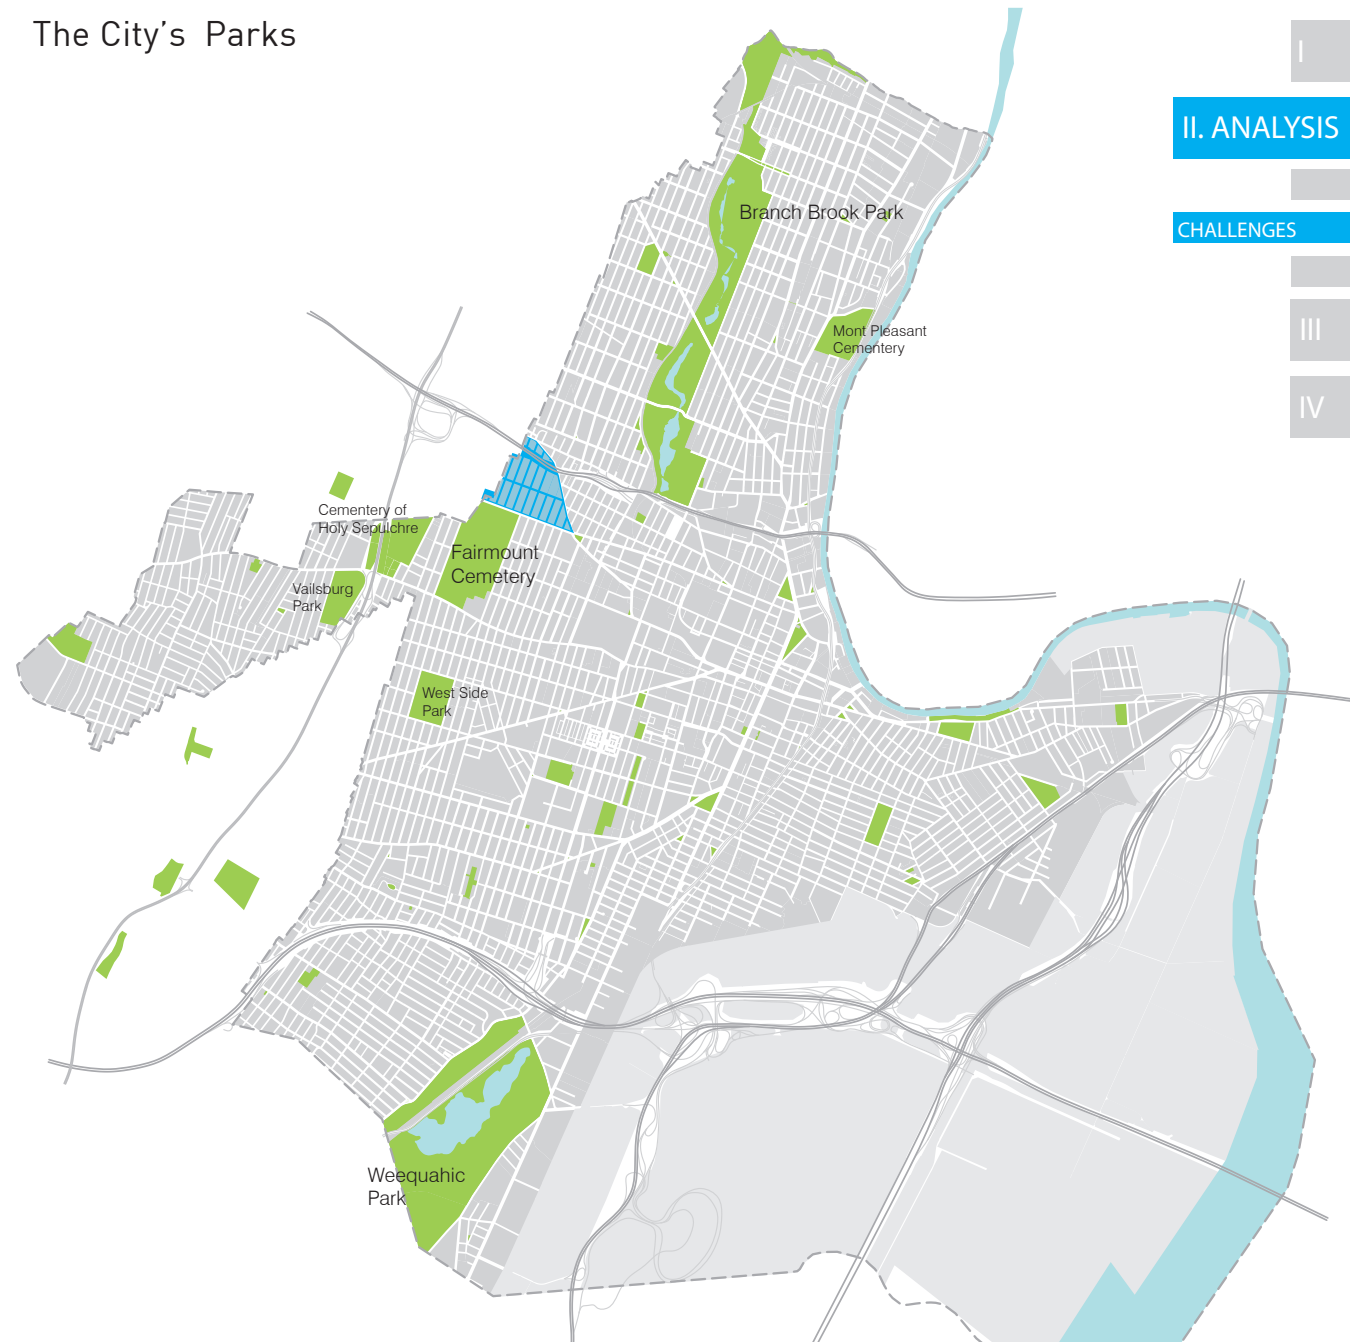 The City's Parks
I
II. ANALYSIS
CHALLENGES
III
IV
Branch Brook Park
Mont Pleasant
Cementery
Cementery of
Holy Sepulchre
Fairmount
Cemetery
Vailsburg
Park
West Side
Park
Weequahic
Park